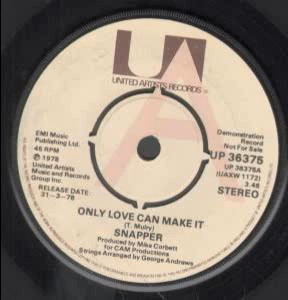 UA
UNITED ARTISTS RECORDS
A
EMI Music
Publishing Ltd.
45 RPM
℗ 1978
United Artists
Music and Records
Group Inc.
Demonstration
Record
Not For Sale
UP 36375
UP 36375A
(UAXW 1172)
3.46
STEREO
RELEASE DATE:
31-3-78
ONLY LOVE CAN MAKE IT
(T. Mulry)
SNAPPER
Produced by Mike Corbett
for CAM Productions
Strings Arranged by George Andrews